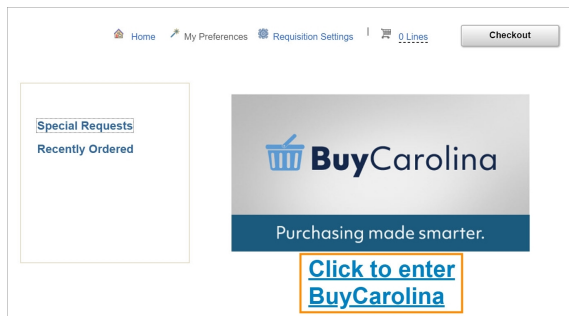 Home My Preferences Requisition Settings | 0 Lines Checkout
Special Requests
Recently Ordered
BuyCarolina
Purchasing made smarter.
Click to enter
BuyCarolina